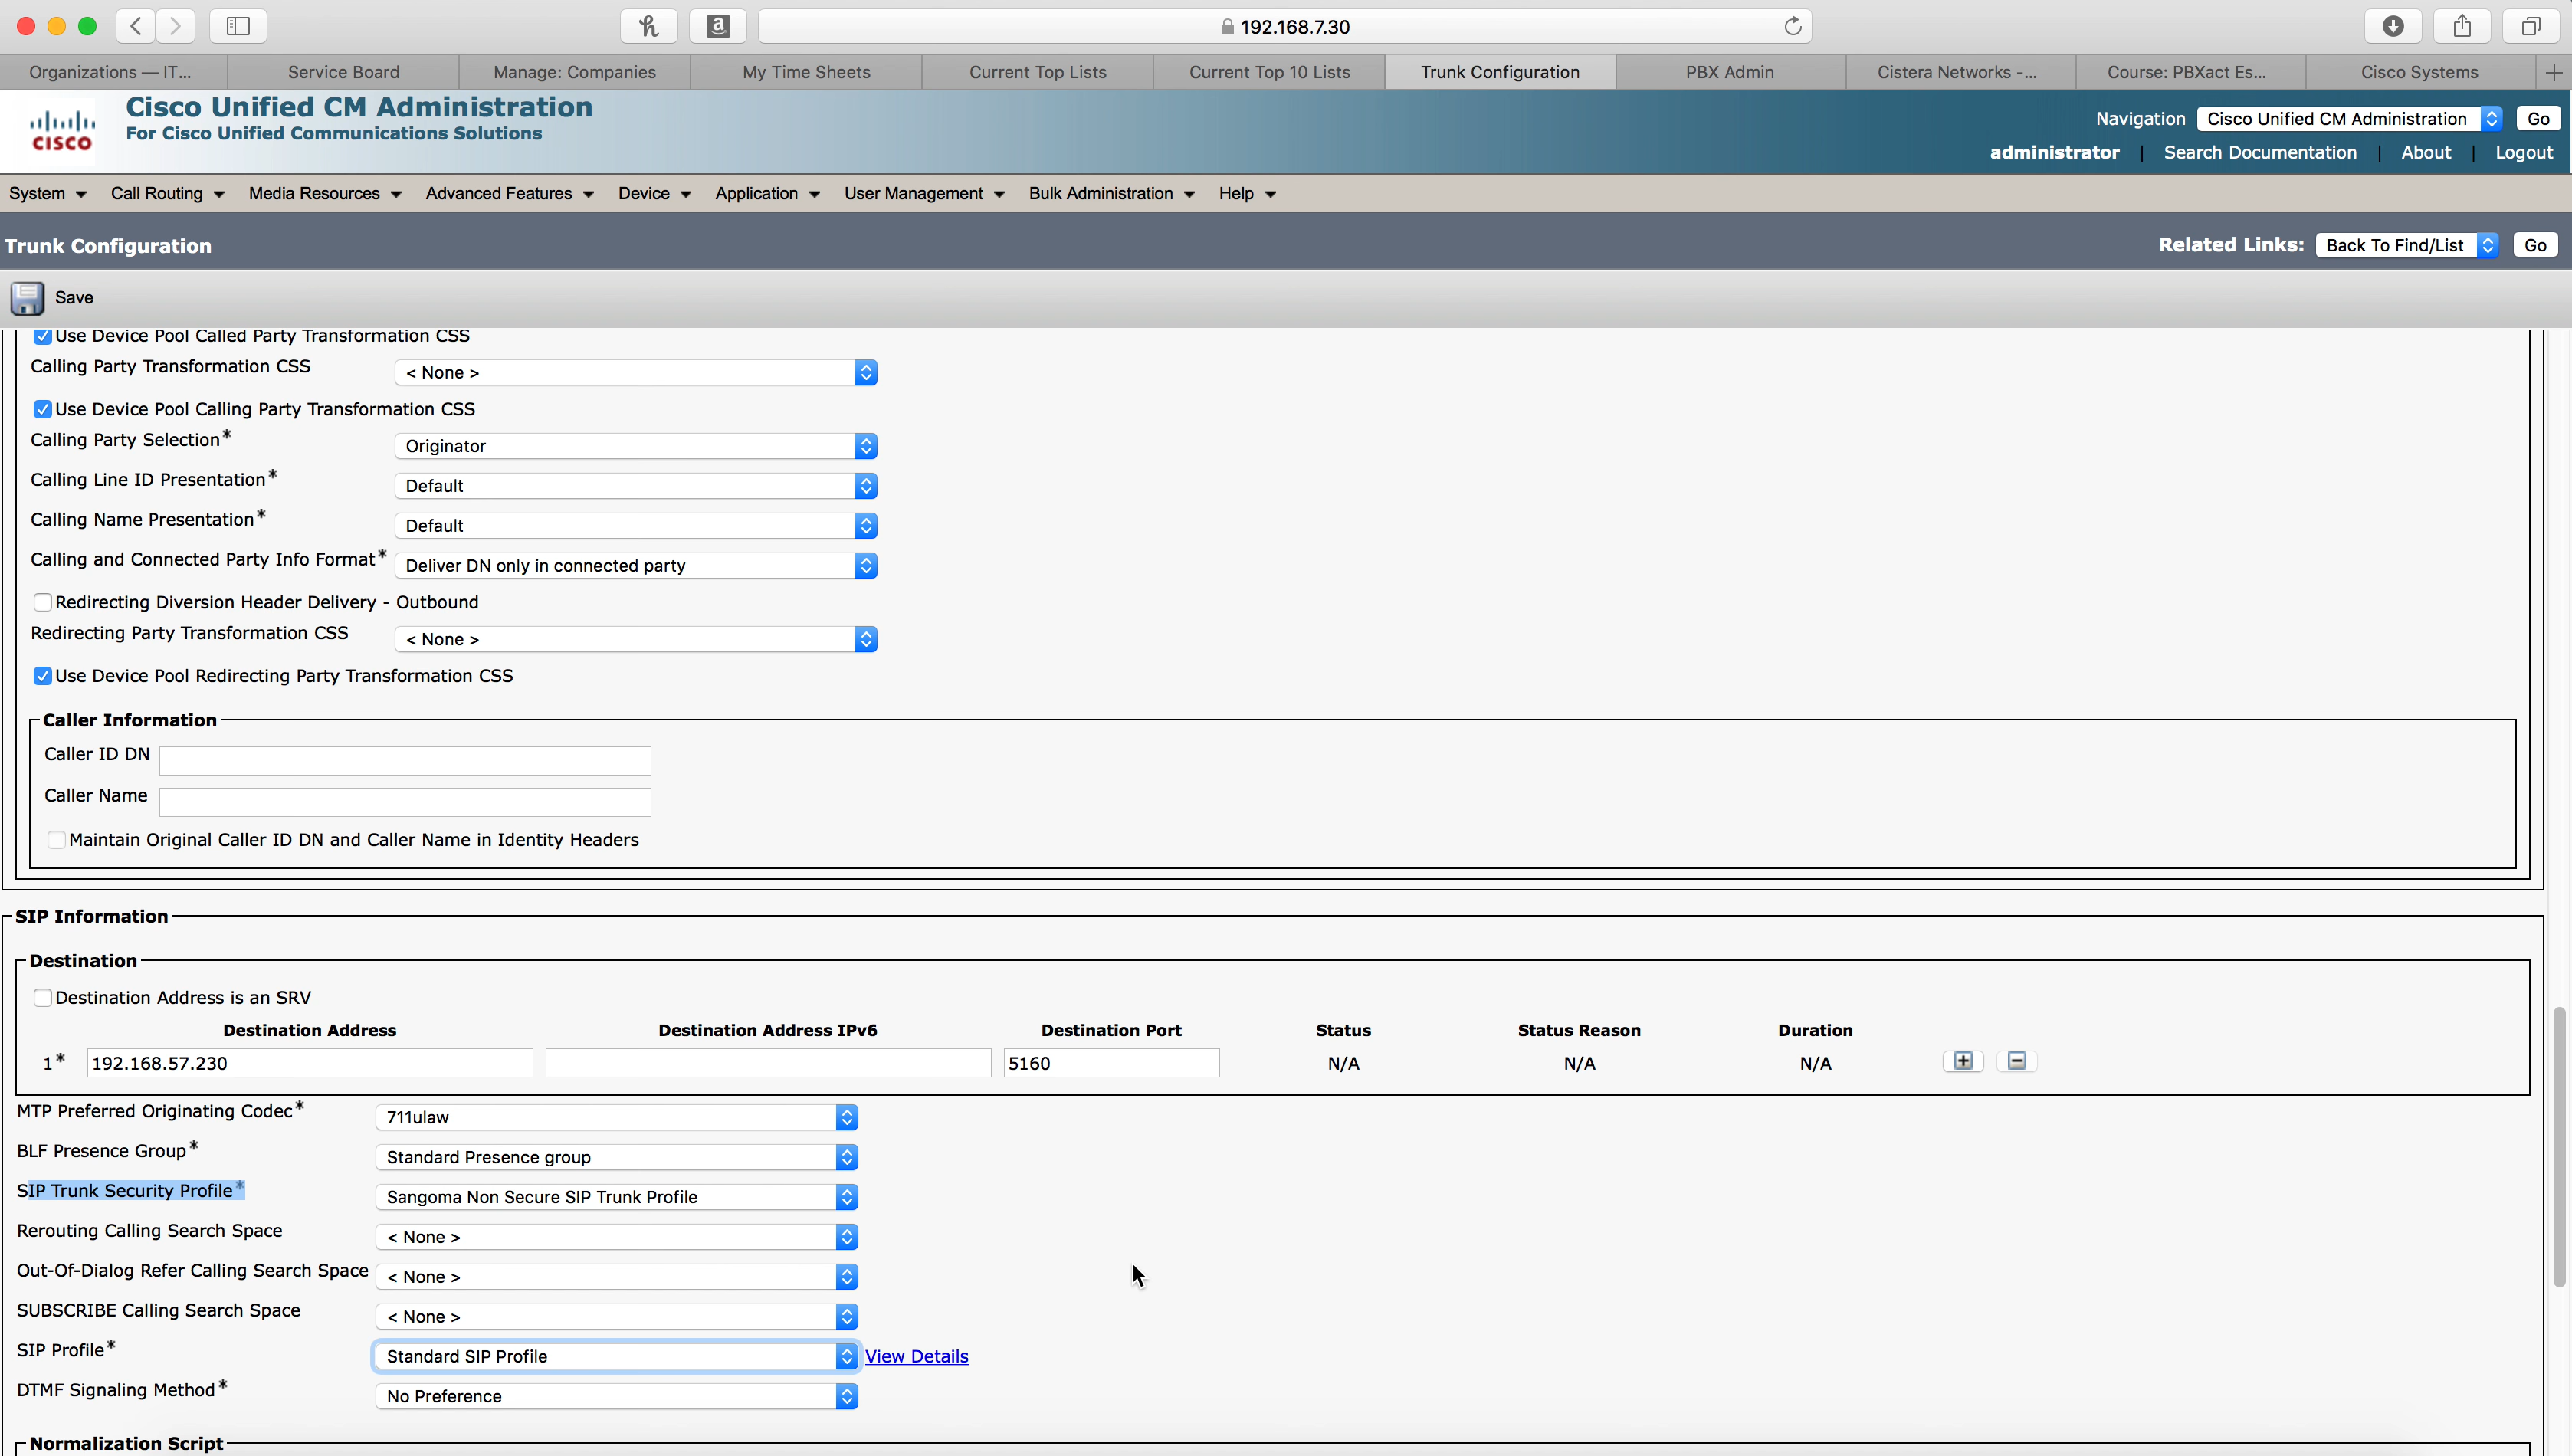 192.168.7.30
Organizations — IT...
Service Board
Manage: Companies
My Time Sheets
Current Top Lists
Current Top 10 Lists
Trunk Configuration
PBX Admin
Cistera Networks -...
Course: PBXact Es...
Cisco Systems
CISCO
Cisco Unified CM Administration
For Cisco Unified Communications Solutions
Navigation Cisco Unified CM Administration Go
administrator | Search Documentation | About | Logout
System Call Routing Media Resources Advanced Features Device Application User Management Bulk Administration Help
Trunk Configuration
Related Links: Back To Find/List Go
Save
Use Device Pool Called Party Transformation CSS
Calling Party Transformation CSS < None >
Use Device Pool Calling Party Transformation CSS
Calling Party Selection* Originator
Calling Line ID Presentation* Default
Calling Name Presentation* Default
Calling and Connected Party Info Format* Deliver DN only in connected party
Redirecting Diversion Header Delivery - Outbound
Redirecting Party Transformation CSS < None >
Use Device Pool Redirecting Party Transformation CSS
Caller Information
Caller ID DN
Caller Name
Maintain Original Caller ID DN and Caller Name in Identity Headers
SIP Information
Destination
Destination Address is an SRV
Destination Address Destination Address IPv6 Destination Port Status Status Reason Duration
1* 192.168.57.230 5160 N/A N/A N/A
MTP Preferred Originating Codec* 711ulaw
BLF Presence Group* Standard Presence group
SIP Trunk Security Profile* Sangoma Non Secure SIP Trunk Profile
Rerouting Calling Search Space < None >
Out-Of-Dialog Refer Calling Search Space < None >
SUBSCRIBE Calling Search Space < None >
SIP Profile* Standard SIP Profile View Details
DTMF Signaling Method* No Preference
Normalization Script